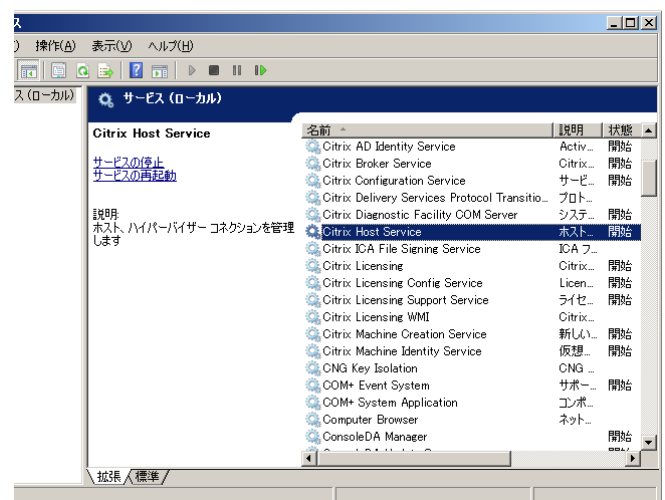 ス
) 操作(A) 表示(V) ヘルプ(H)
ス (ローカル)
サービス (ローカル)
Citrix Host Service
サービスの停止
サービスの再起動
説明:
ホスト、ハイパーバイザー コネクションを管理
します
名前 説明 状態
Citrix AD Identity Service Activ... 開始
Citrix Broker Service Citrix... 開始
Citrix Configuration Service サービ... 開始
Citrix Delivery Services Protocol Transitio... プロト...
Citrix Diagnostic Facility COM Server システ... 開始
Citrix Host Service ホスト... 開始
Citrix ICA File Signing Service ICA フ...
Citrix Licensing Citrix... 開始
Citrix Licensing Config Service Licen... 開始
Citrix Licensing Support Service ライセ... 開始
Citrix Licensing WMI Citrix...
Citrix Machine Creation Service 新しい... 開始
Citrix Machine Identity Service 仮想... 開始
CNG Key Isolation CNG ...
COM+ Event System サポー... 開始
COM+ System Application コンポ...
Computer Browser ネット...
ConsoleDA Manager 開始
拡張 標準